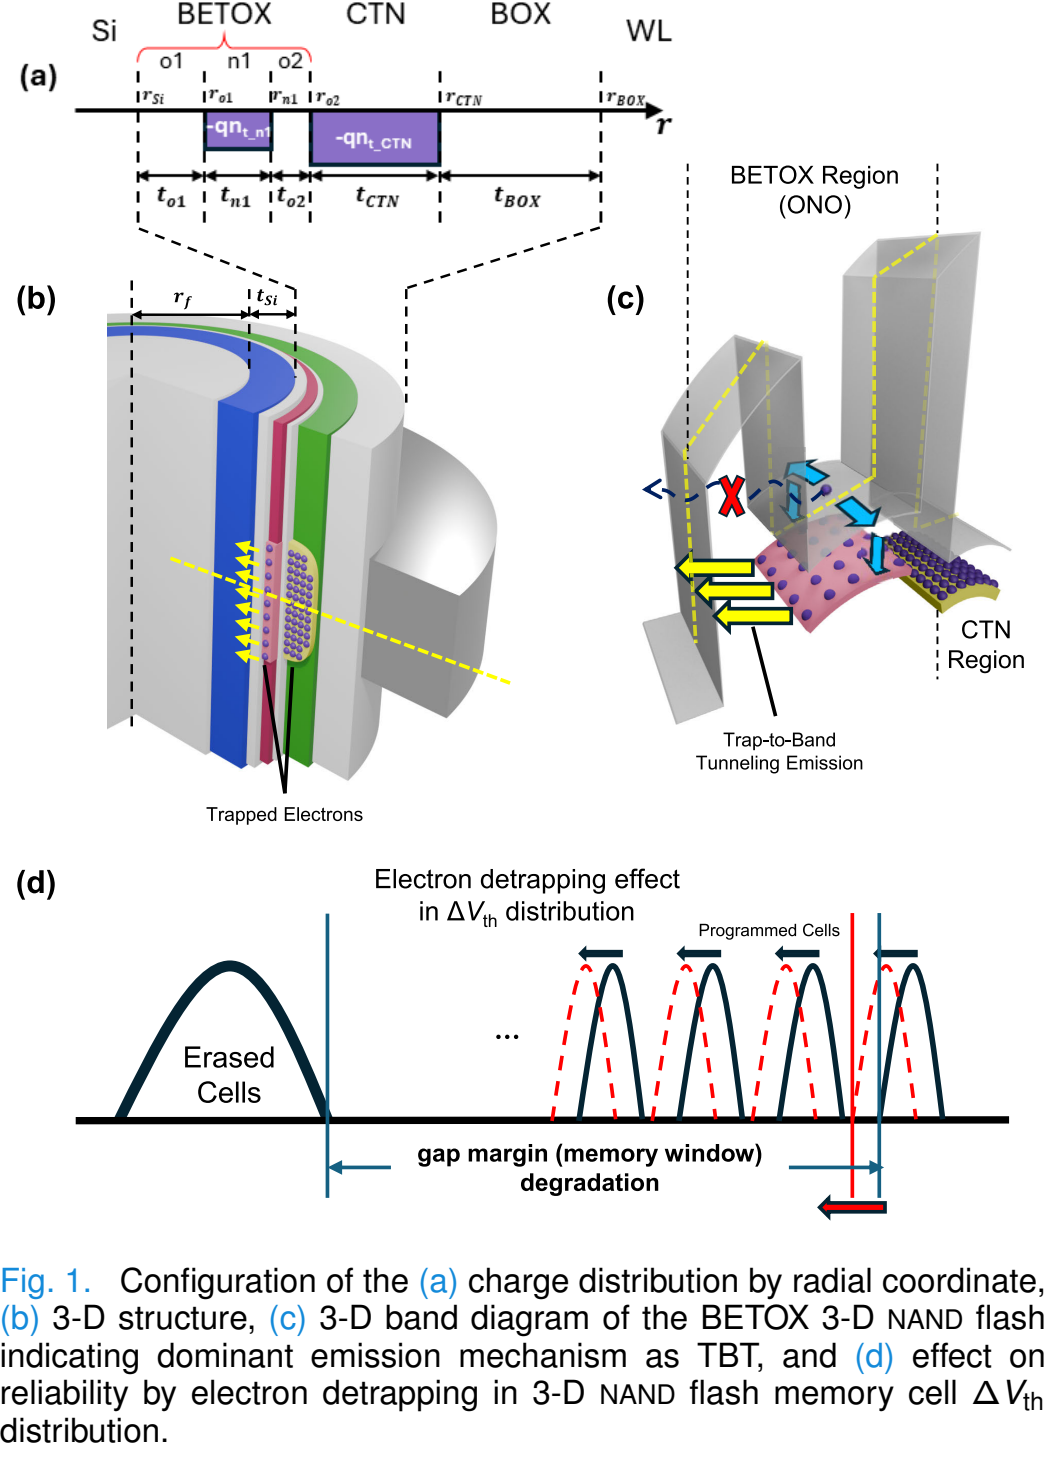 Si BETOX CTN BOX WL
o1 n1 o2
(a)
r_Si r_o1 r_n1 r_o2 r_CTN r_BOX
r
-qn_t_n1 -qn_t_CTN
t_o1 t_n1 t_o2 t_CTN t_BOX
(b)
r_f t_Si
Trapped Electrons
(c)
BETOX Region
(ONO)
X
CTN
Region
Trap-to-Band
Tunneling Emission
(d)
Electron detrapping effect
in ΔV_th distribution
Programmed Cells
...
Erased
Cells
gap margin (memory window)
degradation
Fig. 1. Configuration of the (a) charge distribution by radial coordinate,
(b) 3-D structure, (c) 3-D band diagram of the BETOX 3-D NAND flash
indicating dominant emission mechanism as TBT, and (d) effect on
reliability by electron detrapping in 3-D NAND flash memory cell ΔV_th
distribution.